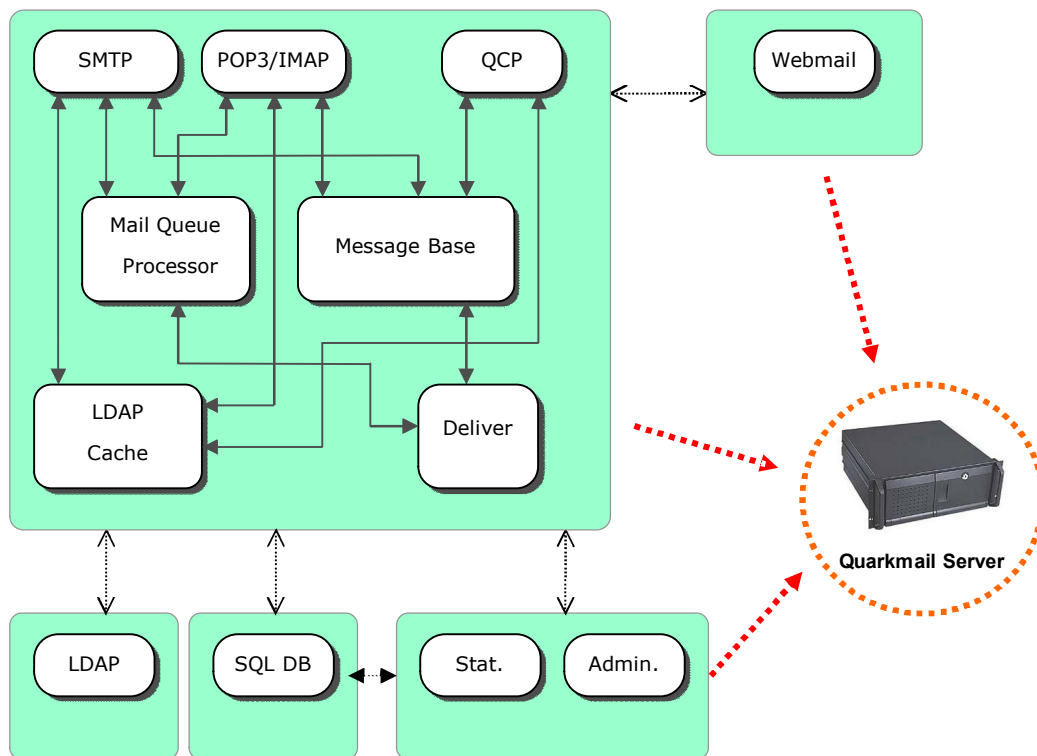 SMTP
POP3/IMAP
QCP
Webmail
Mail Queue
Processor
Message Base
LDAP
Cache
Deliver
Quarkmail Server
LDAP
SQL DB
Stat.
Admin.